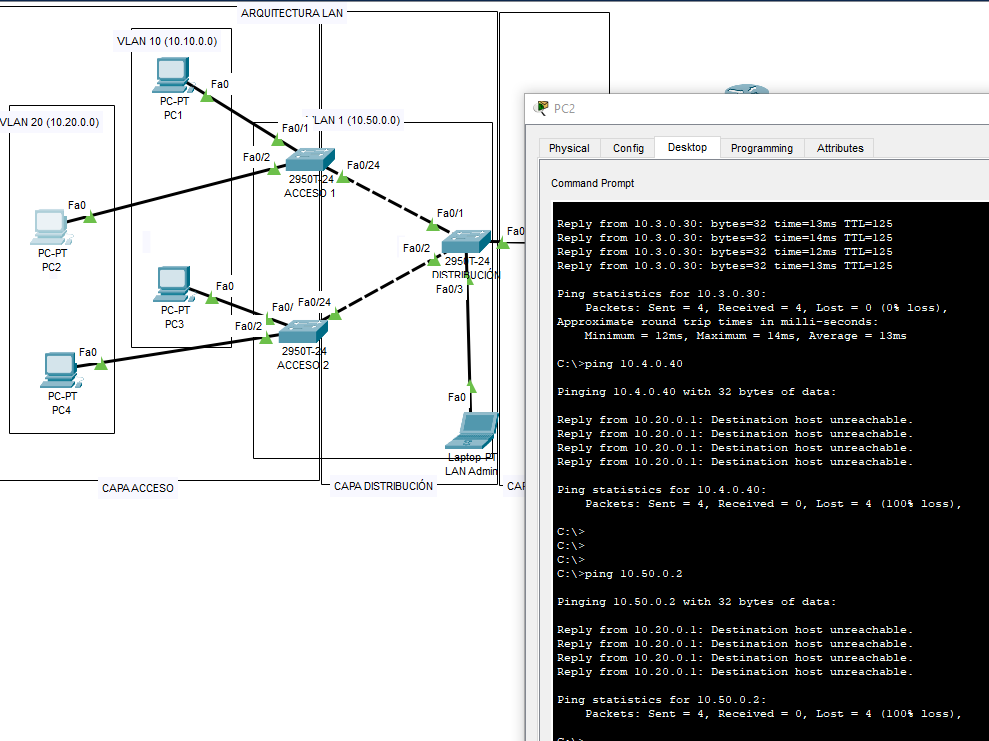 ARQUITECTURA LAN
VLAN 10 (10.10.0.0)
Fa0
PC-PT
PC1
VLAN 20 (10.20.0.0)
LAN 1 (10.50.0.0)
Fa0/1
Fa0/2
Fa0/24
2950T-24
ACCESO 1
Fa0
PC-PT
PC2
Fa0/1
Fa0/2
Fa0
2950T-24
DISTRIBUCIÓN
Fa0/3
Fa0
PC-PT
PC3
Fa0/
Fa0/24
Fa0/2
2950T-24
ACCESO 2
Fa0
PC-PT
PC4
Fa0
Laptop-PT
LAN Admin
CAPA ACCESO
CAPA DISTRIBUCIÓN
CAP
PC2
Physical Config Desktop Programming Attributes
Command Prompt
Reply from 10.3.0.30: bytes=32 time=13ms TTL=125
Reply from 10.3.0.30: bytes=32 time=14ms TTL=125
Reply from 10.3.0.30: bytes=32 time=12ms TTL=125
Reply from 10.3.0.30: bytes=32 time=13ms TTL=125
Ping statistics for 10.3.0.30:
Packets: Sent = 4, Received = 4, Lost = 0 (0% loss),
Approximate round trip times in milli-seconds:
Minimum = 12ms, Maximum = 14ms, Average = 13ms
C:\>ping 10.4.0.40
Pinging 10.4.0.40 with 32 bytes of data:
Reply from 10.20.0.1: Destination host unreachable.
Reply from 10.20.0.1: Destination host unreachable.
Reply from 10.20.0.1: Destination host unreachable.
Reply from 10.20.0.1: Destination host unreachable.
Ping statistics for 10.4.0.40:
Packets: Sent = 4, Received = 0, Lost = 4 (100% loss),
C:\>
C:\>
C:\>
C:\>ping 10.50.0.2
Pinging 10.50.0.2 with 32 bytes of data:
Reply from 10.20.0.1: Destination host unreachable.
Reply from 10.20.0.1: Destination host unreachable.
Reply from 10.20.0.1: Destination host unreachable.
Reply from 10.20.0.1: Destination host unreachable.
Ping statistics for 10.50.0.2:
Packets: Sent = 4, Received = 0, Lost = 4 (100% loss),